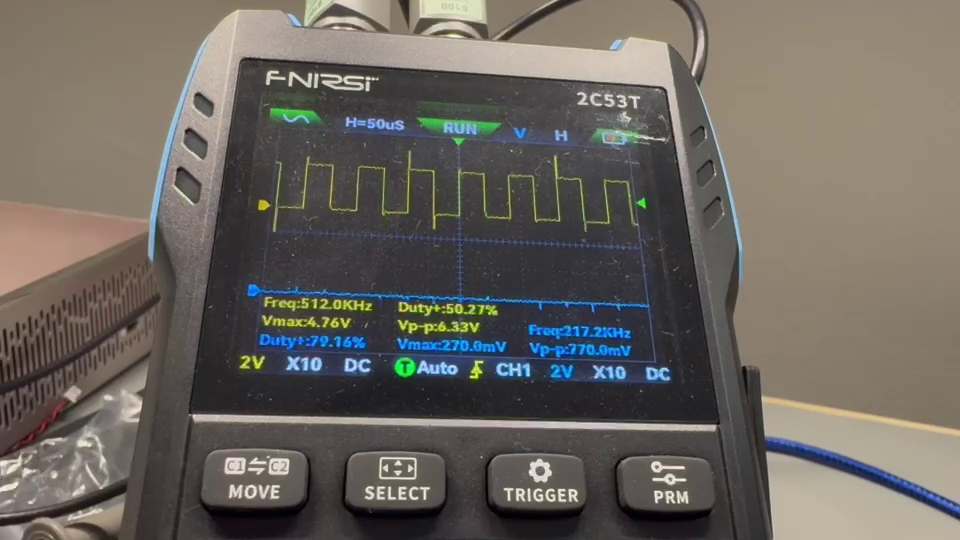 FNIRSI
2C53T
H=50uS RUN V H
Freq:512.0KHz Duty+:50.27%
Vmax:4.76V Vp-p:6.33V Freq:217.2KHz
Duty+:79.16% Vmax:270.0mV Vp-p:770.0mV
2V X10 DC T Auto CH1 2V X10 DC
C1 C2
MOVE SELECT TRIGGER PRM